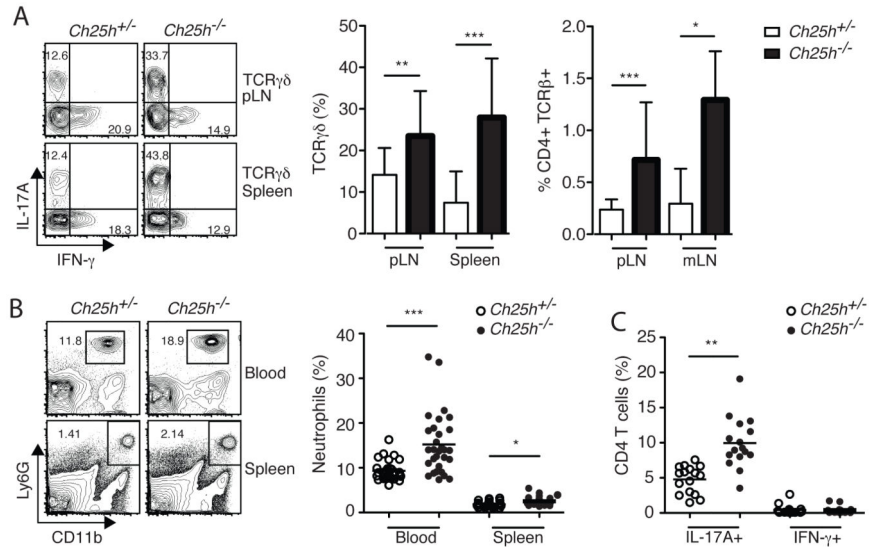 A
Ch25h+/-
Ch25h-/-
12.6
33.7
TCRγδ
pLN
20.9
14.9
12.4
43.8
TCRγδ
Spleen
18.3
12.9
IL-17A
IFN-γ
TCRγδ (%)
50
40
30
20
10
0
**
***
pLN
Spleen
% CD4+ TCRβ+
2.0
1.5
1.0
0.5
0.0
***
*
pLN
mLN
Ch25h+/-
Ch25h-/-
B
Ch25h+/-
Ch25h-/-
11.8
18.9
Blood
1.41
2.14
Spleen
Ly6G
CD11b
Neutrophils (%)
40
30
20
10
0
***
*
Ch25h+/-
Ch25h-/-
Blood
Spleen
C
Ch25h+/-
Ch25h-/-
CD4 T cells (%)
25
20
15
10
5
0
**
IL-17A+
IFN-γ+